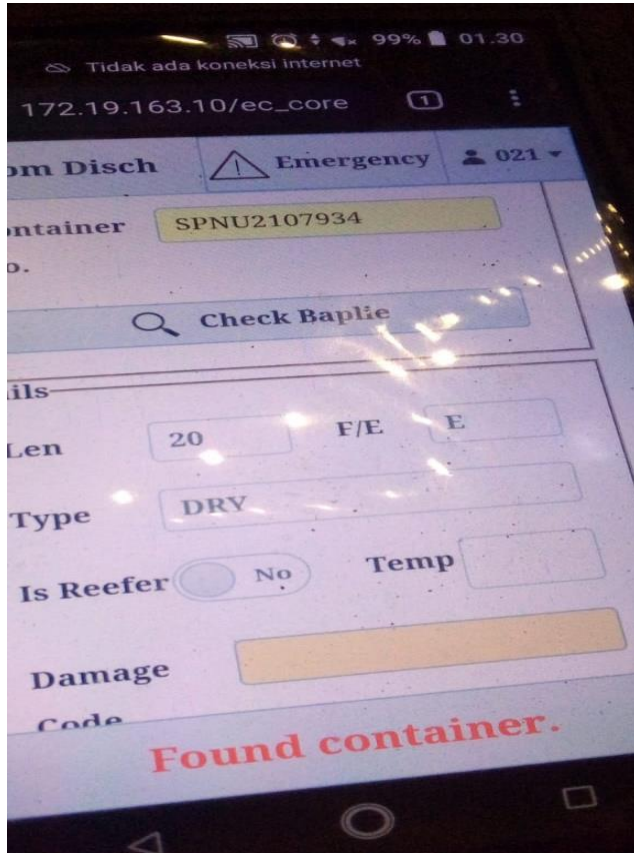 99% 01.30
Tidak ada koneksi internet
172.19.163.10/ec_core 1
om Disch Emergency 021
ontainer SPNU2107934
o.
Check Baplie
ils
Len 20 F/E E
Type DRY
Is Reefer No Temp
Damage
Code
Found container.